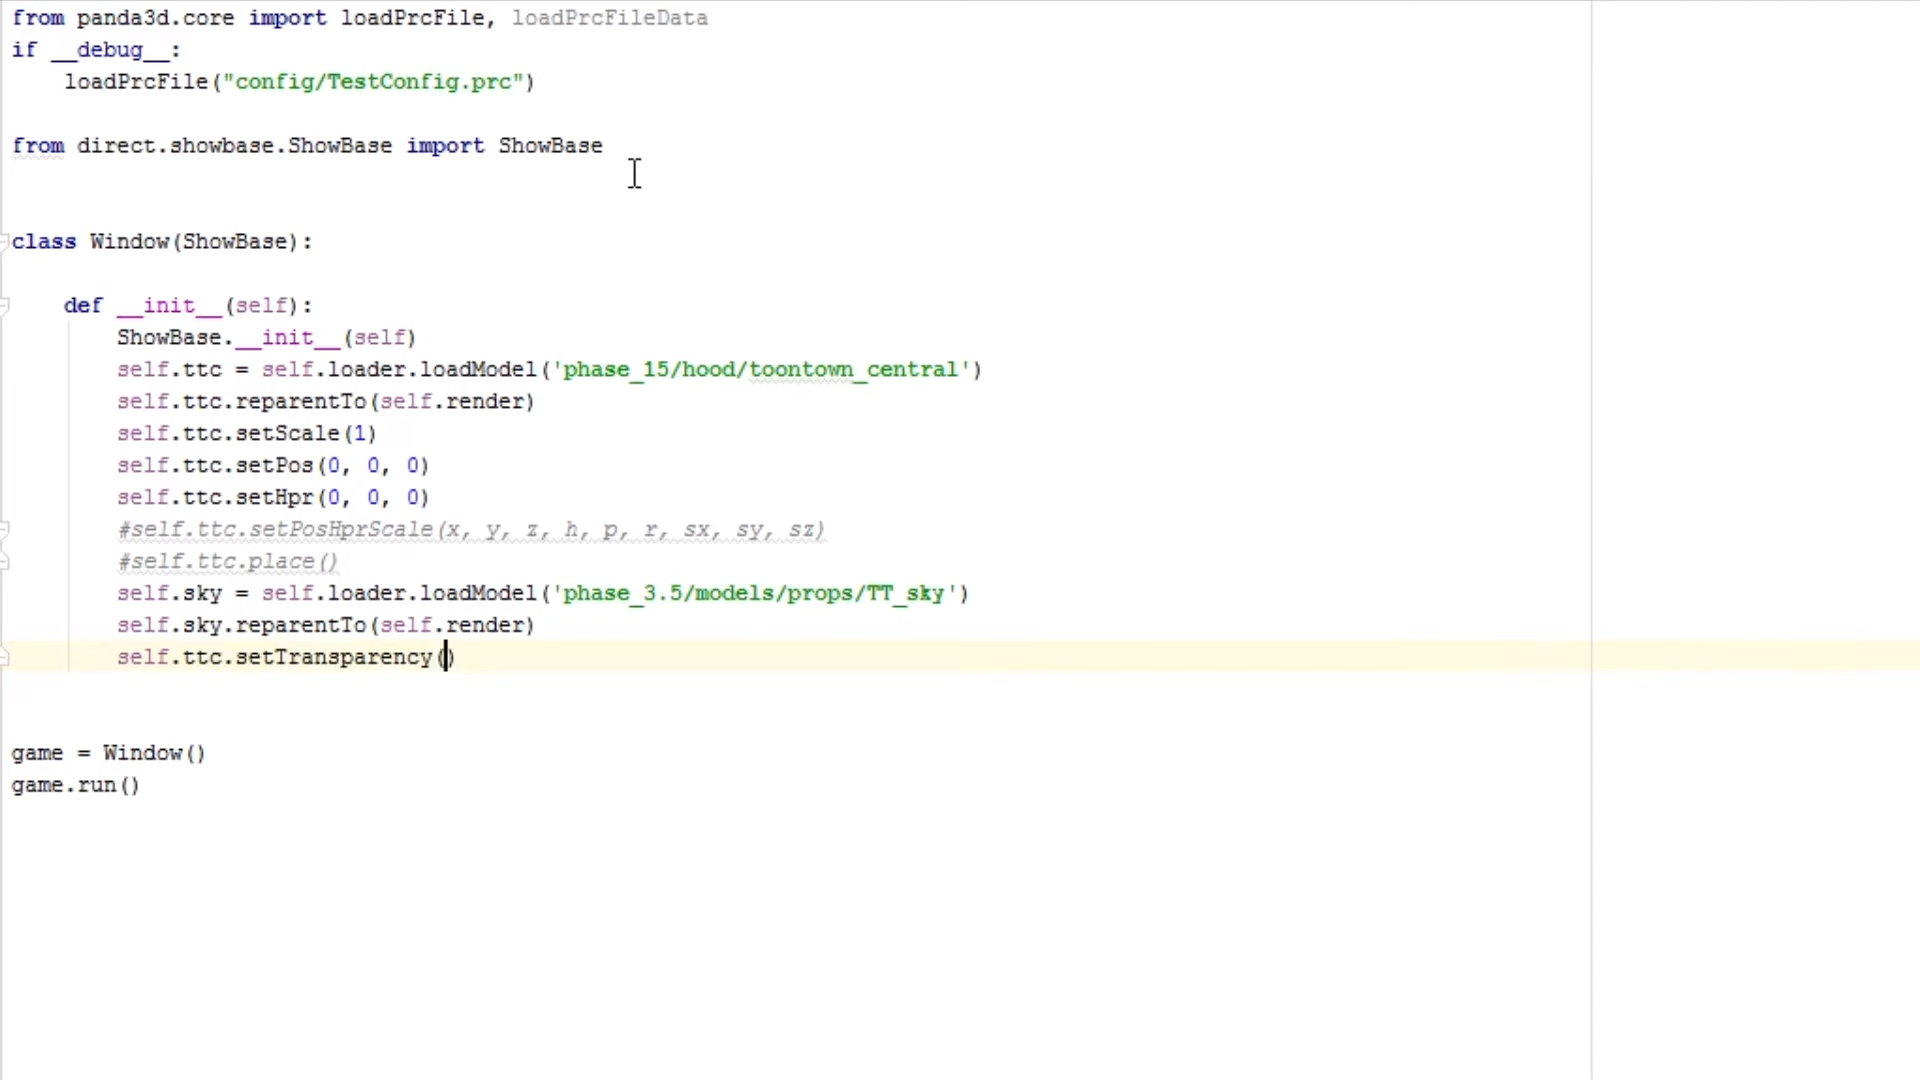 from panda3d.core import loadPrcFile, loadPrcFileData
if __debug__:
    loadPrcFile("config/TestConfig.prc")
from direct.showbase.ShowBase import ShowBase
class Window(ShowBase):
    def __init__(self):
        ShowBase.__init__(self)
        self.ttc = self.loader.loadModel('phase_15/hood/toontown_central')
        self.ttc.reparentTo(self.render)
        self.ttc.setScale(1)
        self.ttc.setPos(0, 0, 0)
        self.ttc.setHpr(0, 0, 0)
        #self.ttc.setPosHprScale(x, y, z, h, p, r, sx, sy, sz)
        #self.ttc.place()
        self.sky = self.loader.loadModel('phase_3.5/models/props/TT_sky')
        self.sky.reparentTo(self.render)
        self.ttc.setTransparency()
game = Window()
game.run()